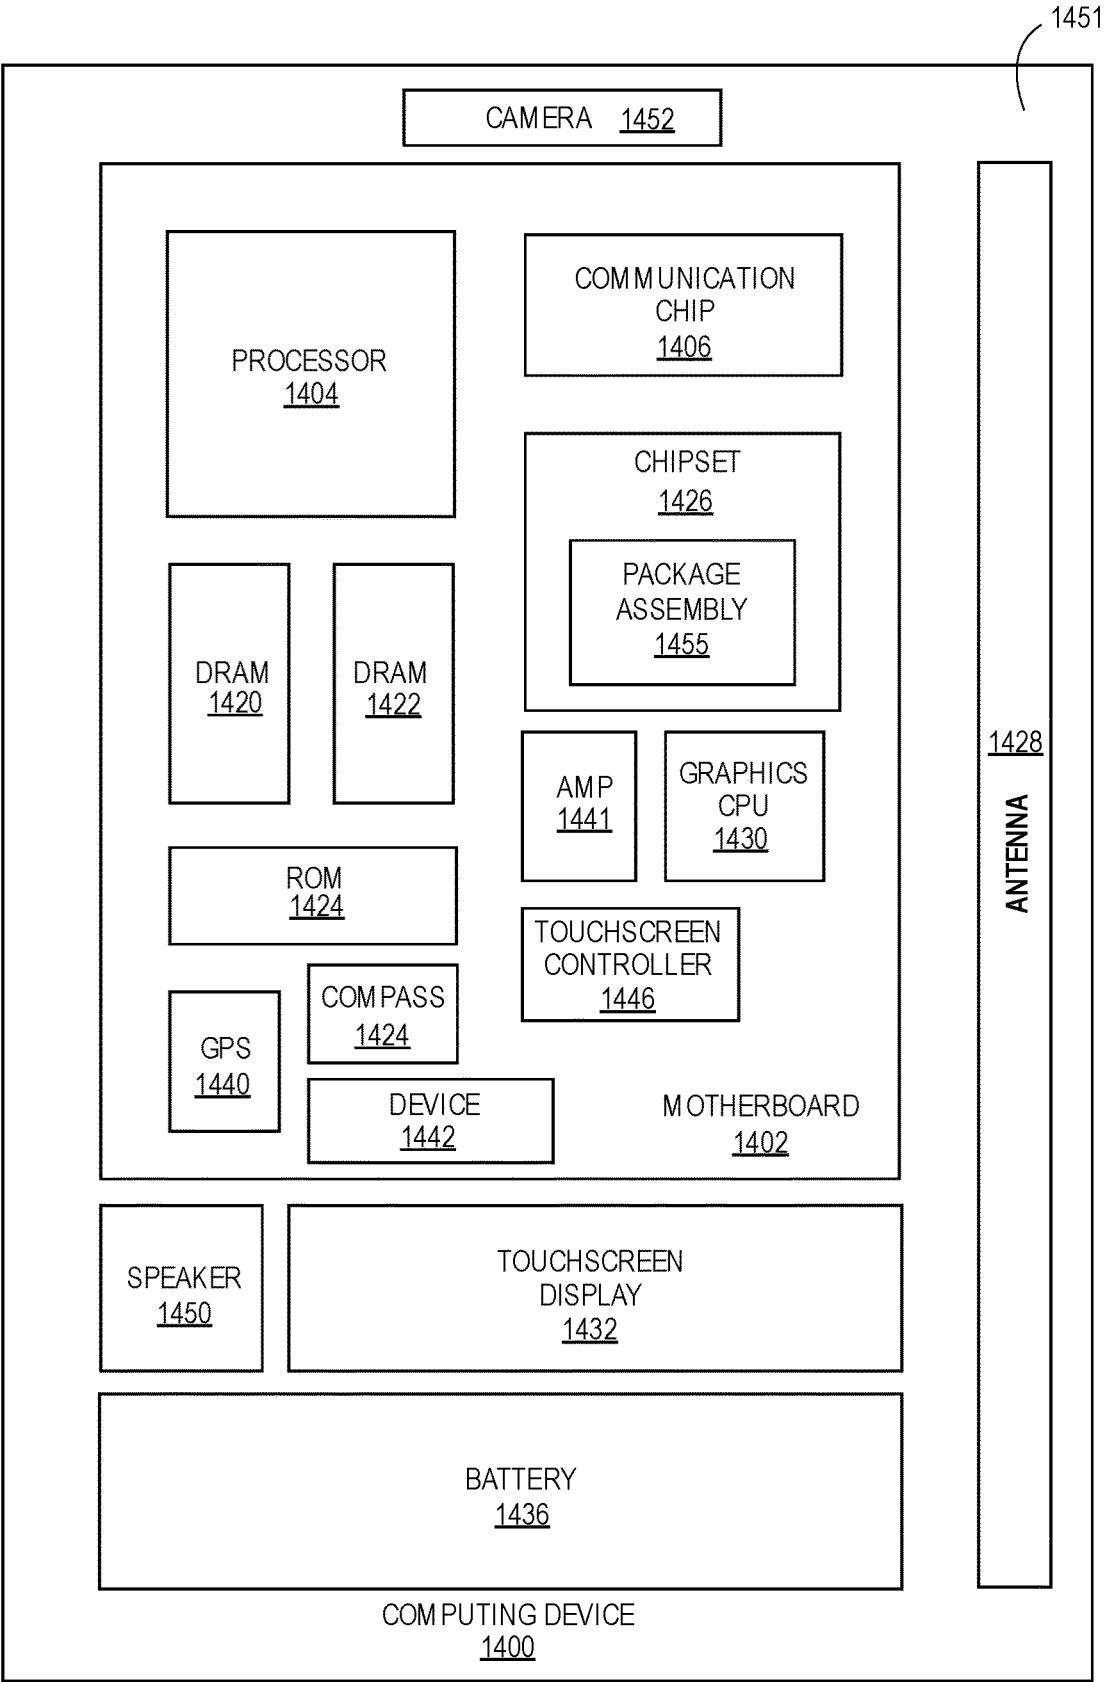 1451
CAMERA 1452
PROCESSOR
1404
COMMUNICATION
CHIP
1406
CHIPSET
1426
PACKAGE
ASSEMBLY
1455
DRAM
1420
DRAM
1422
AMP
1441
GRAPHICS
CPU
1430
1428
ANTENNA
ROM
1424
TOUCHSCREEN
CONTROLLER
1446
COMPASS
1424
GPS
1440
DEVICE
1442
MOTHERBOARD
1402
SPEAKER
1450
TOUCHSCREEN
DISPLAY
1432
BATTERY
1436
COMPUTING DEVICE
1400